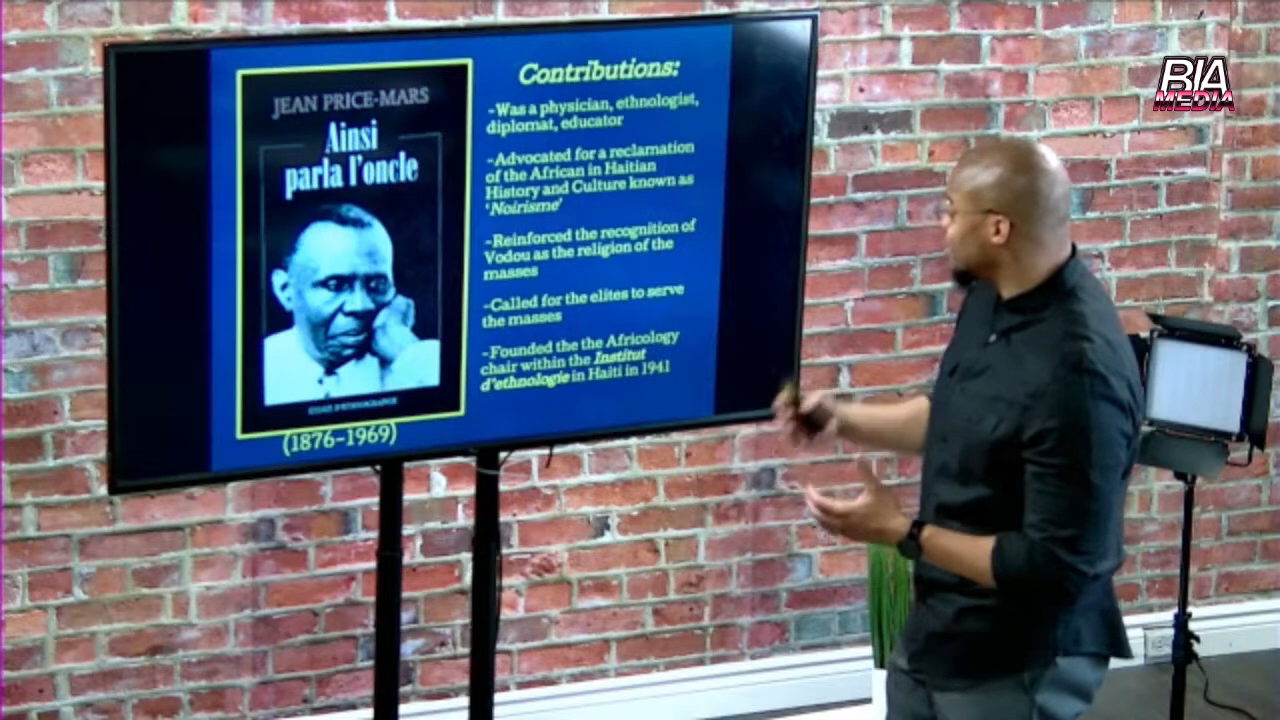 BIA
MEDIA
JEAN PRICE-MARS
Ainsi
parla l'oncle
ESSAIS D'ETHNOGRAPHIE
(1876-1969)
Contributions:
-Was a physician, ethnologist,
diplomat, educator
-Advocated for a reclamation
of the African in Haitian
History and Culture known as
'Noirisme'
-Reinforced the recognition of
Vodou as the religion of the
masses
-Called for the elites to serve
the masses
-Founded the the Africology
chair within the Institut
d'ethnologie in Haiti in 1941